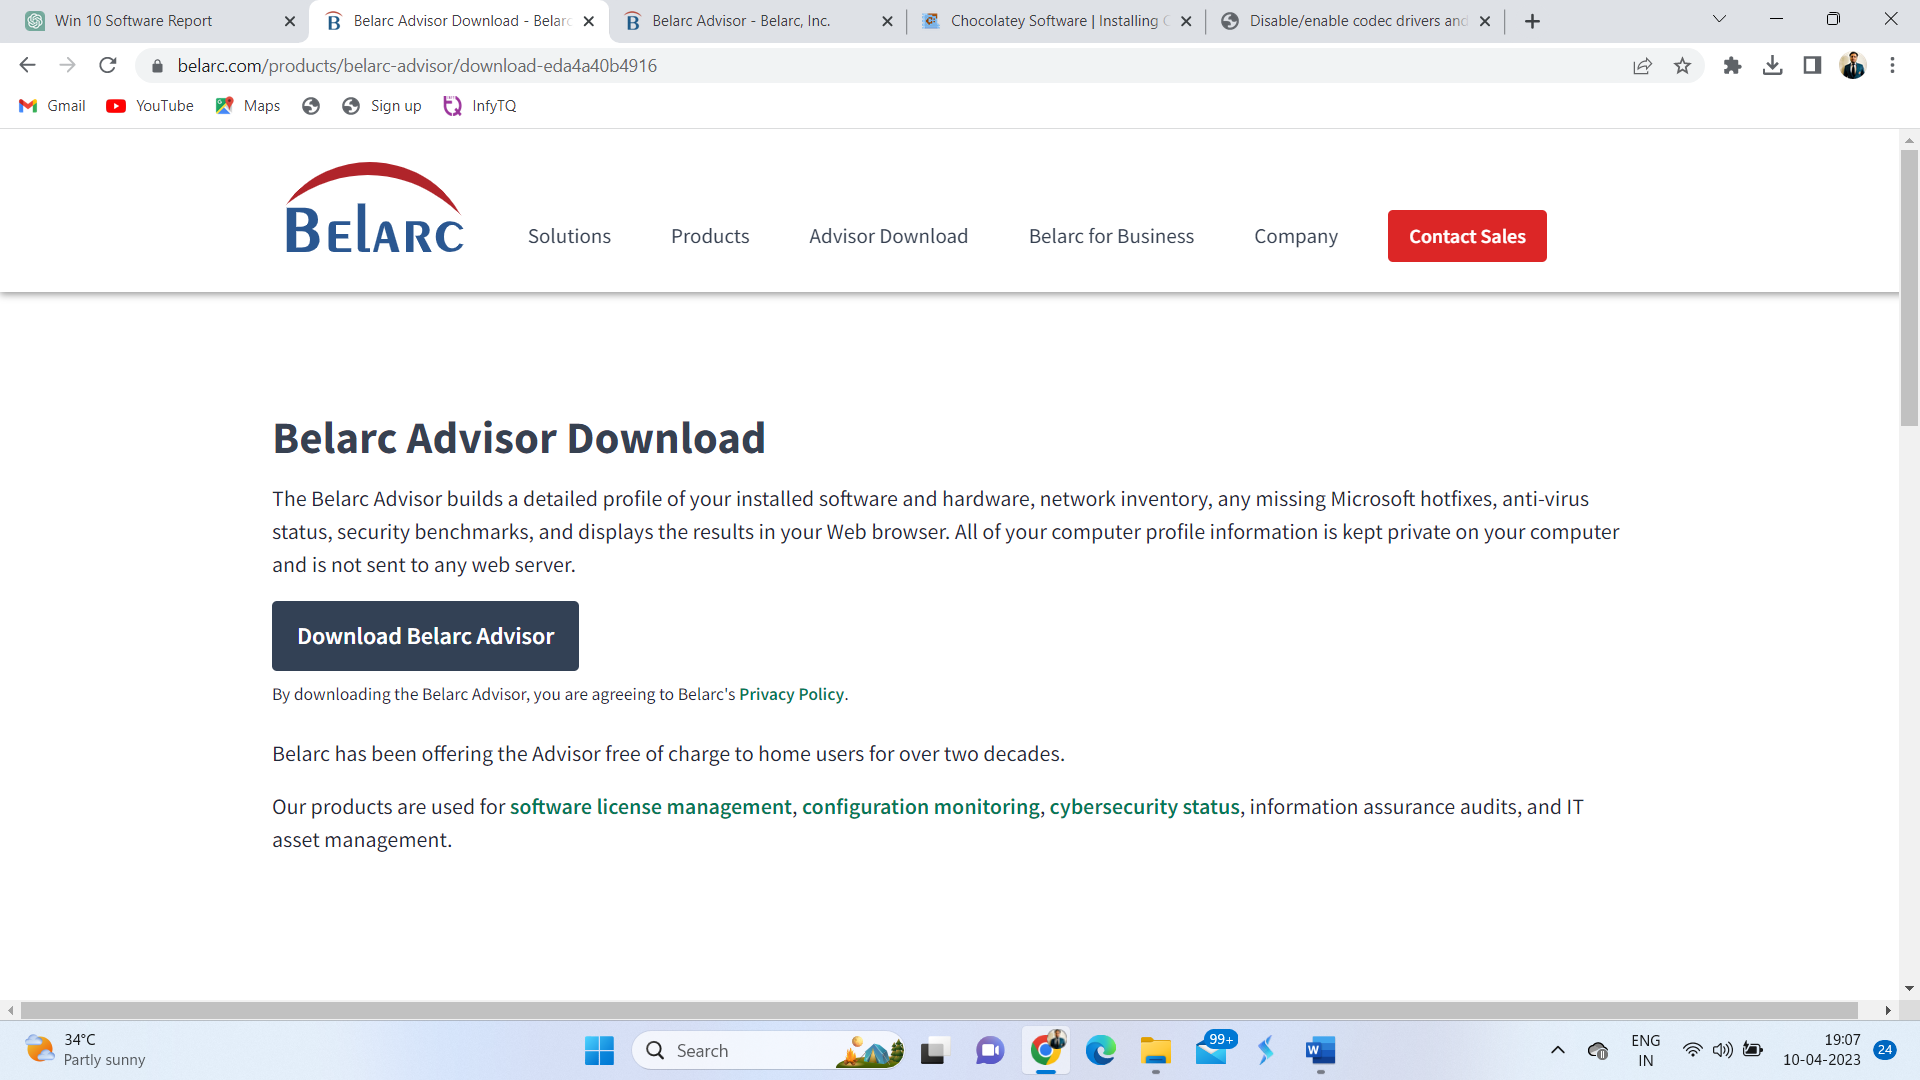 Win 10 Software Report
Belarc Advisor Download - Belarc
Belarc Advisor - Belarc, Inc.
Chocolatey Software | Installing C
Disable/enable codec drivers and
belarc.com/products/belarc-advisor/download-eda4a40b4916
Gmail
YouTube
Maps
Sign up
InfyTQ
BELARC
Solutions
Products
Advisor Download
Belarc for Business
Company
Contact Sales
Belarc Advisor Download
The Belarc Advisor builds a detailed profile of your installed software and hardware, network inventory, any missing Microsoft hotfixes, anti-virus
status, security benchmarks, and displays the results in your Web browser. All of your computer profile information is kept private on your computer
and is not sent to any web server.
Download Belarc Advisor
By downloading the Belarc Advisor, you are agreeing to Belarc's Privacy Policy.
Belarc has been offering the Advisor free of charge to home users for over two decades.
Our products are used for software license management, configuration monitoring, cybersecurity status, information assurance audits, and IT
asset management.
34°C
Partly sunny
Search
99+
ENG
IN
19:07
10-04-2023
24